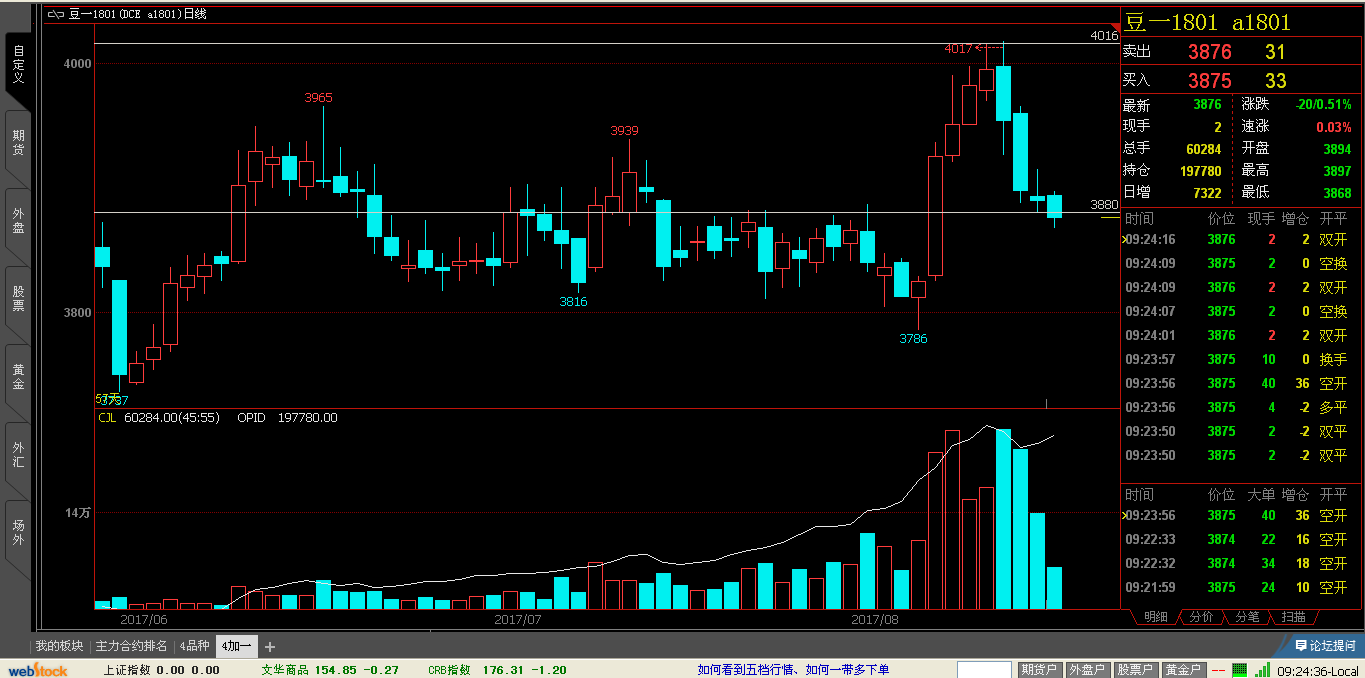 豆一1801(DCE a1801)日线
自定义
期货
外盘
股票
黄金
外汇
场外
4016
4017
4000
3965
3939
3880
3816
3800
3786
57天
3737
CJL 60284.00(45:55) OPID 197780.00
14万
2017/06 2017/07 2017/08
豆一1801 a1801
卖出 3876 31
买入 3875 33
最新 3876 涨跌 -20/0.51%
现手 2 速涨 0.03%
总手 60284 开盘 3894
持仓 197780 最高 3897
日增 7322 最低 3868
时间 价位 现手 增仓 开平
09:24:16 3876 2 2 双开
09:24:09 3875 2 0 空换
09:24:09 3876 2 2 双开
09:24:07 3875 2 0 空换
09:24:01 3876 2 2 双开
09:23:57 3875 10 0 换手
09:23:56 3875 40 36 空开
09:23:56 3875 4 -2 多平
09:23:50 3875 2 -2 双平
09:23:50 3875 2 -2 双平
时间 价位 大单 增仓 开平
09:23:56 3875 40 36 空开
09:22:33 3874 22 16 空开
09:22:32 3874 34 18 空开
09:21:59 3875 24 10 空开
明细 分价 分笔 扫描
我的板块 主力合约排名 4品种 4加一 +
论坛提问
webStock 上证指数 0.00 0.00 文华商品 154.85 -0.27 CRB指数 176.31 -1.20 如何看到五档行情、如何一带多下单 期货户 外盘户 股票户 黄金户 -- 09:24:36-Local